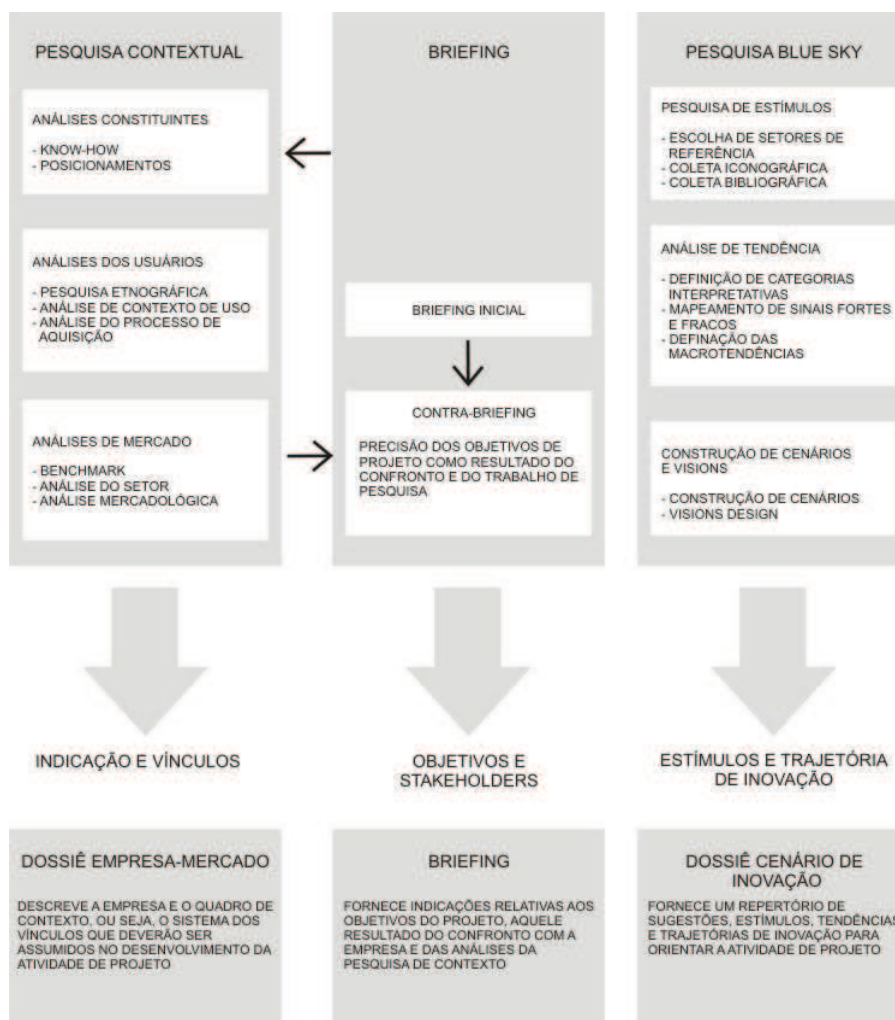 PESQUISA CONTEXTUAL
ANÁLISES CONSTITUINTES
- KNOW-HOW
- POSICIONAMENTOS
ANÁLISES DOS USUÁRIOS
- PESQUISA ETNOGRÁFICA
- ANÁLISE DE CONTEXTO DE USO
- ANÁLISE DO PROCESSO DE
AQUISIÇÃO
ANÁLISES DE MERCADO
- BENCHMARK
- ANÁLISE DO SETOR
- ANÁLISE MERCADOLÓGICA
BRIEFING
BRIEFING INICIAL
CONTRA-BRIEFING
PRECISÃO DOS OBJETIVOS DE
PROJETO COMO RESULTADO DO
CONFRONTO E DO TRABALHO DE
PESQUISA
PESQUISA BLUE SKY
PESQUISA DE ESTÍMULOS
- ESCOLHA DE SETORES DE
REFERÊNCIA
- COLETA ICONOGRÁFICA
- COLETA BIBLIOGRÁFICA
ANÁLISE DE TENDÊNCIA
- DEFINIÇÃO DE CATEGORIAS
INTERPRETATIVAS
- MAPEAMENTO DE SINAIS FORTES
E FRACOS
- DEFINAÇÃO DAS
MACROTENDÊNCIAS
CONSTRUÇÃO DE CENÁRIOS
E VISIONS
- CONSTRUÇÃO DE CENÁRIOS
- VISIONS DESIGN
INDICAÇÃO E VÍNCULOS
OBJETIVOS E
STAKEHOLDERS
ESTÍMULOS E TRAJETÓRIA
DE INOVAÇÃO
DOSSIÊ EMPRESA-MERCADO
DESCREVE A EMPRESA E O QUADRO DE
CONTEXTO, OU SEJA, O SISTEMA DOS
VÍNCULOS QUE DEVERÃO SER
ASSUMIDOS NO DESENVOLVIMENTO DA
ATIVIDADE DE PROJETO
BRIEFING
FORNECE INDICAÇÕES RELATIVAS AOS
OBJETIVOS DO PROJETO, AQUELE
RESULTADO DO CONFRONTO COM A
EMPRESA E DAS ANÁLISES DA
PESQUISA DE CONTEXTO
DOSSIÊ CENÁRIO DE
INOVAÇÃO
FORNECE UM REPERTÓRIO DE
SUGESTÕES, ESTÍMULOS, TENDÊNCIAS
E TRAJETÓRIAS DE INOVAÇÃO PARA
ORIENTAR A ATIVIDADE DE PROJETO